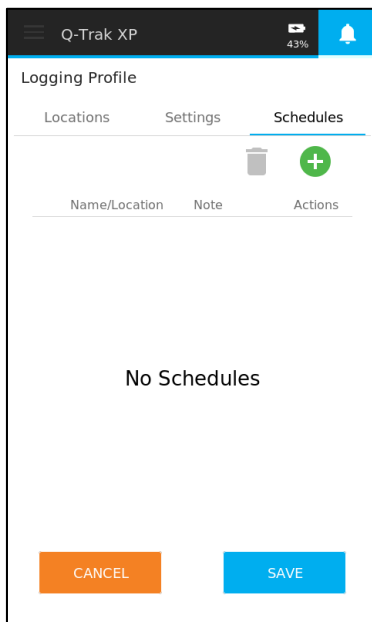 Q-Trak XP
43%
Logging Profile
Locations Settings Schedules
Name/Location Note Actions
No Schedules
CANCEL SAVE